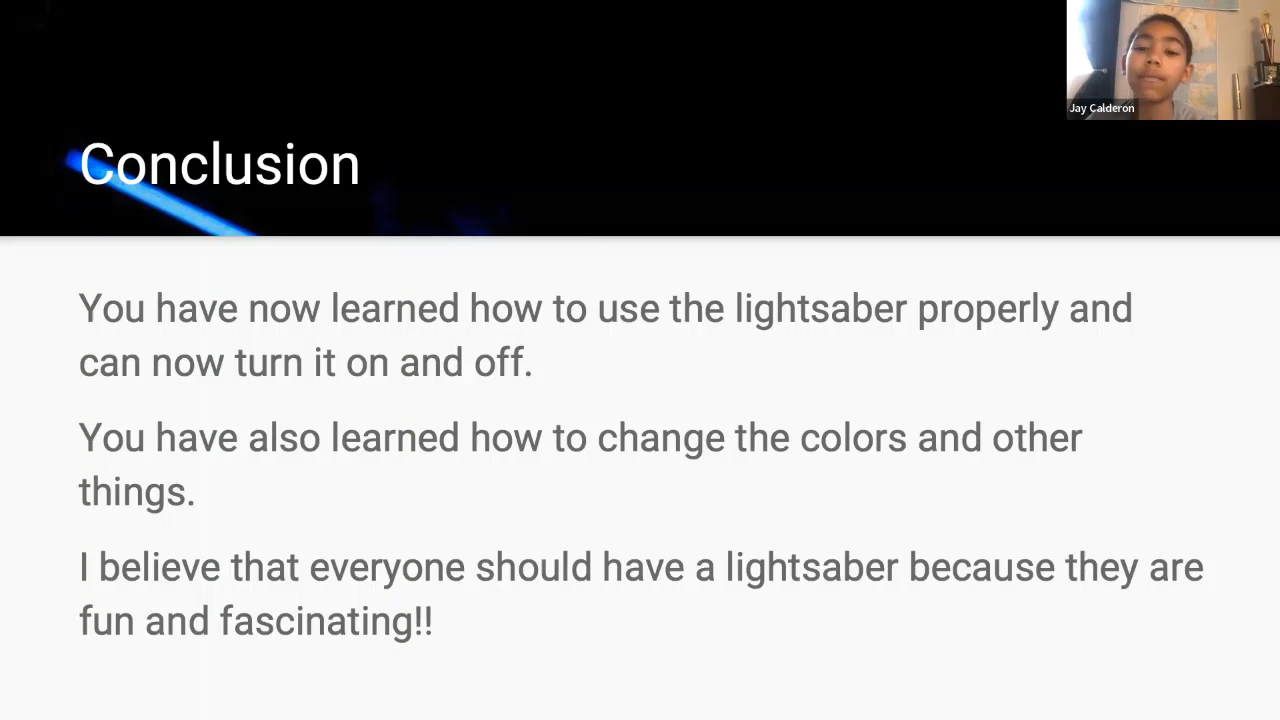 Jay Calderon
Conclusion
You have now learned how to use the lightsaber properly and
can now turn it on and off.
You have also learned how to change the colors and other
things.
I believe that everyone should have a lightsaber because they are
fun and fascinating!!